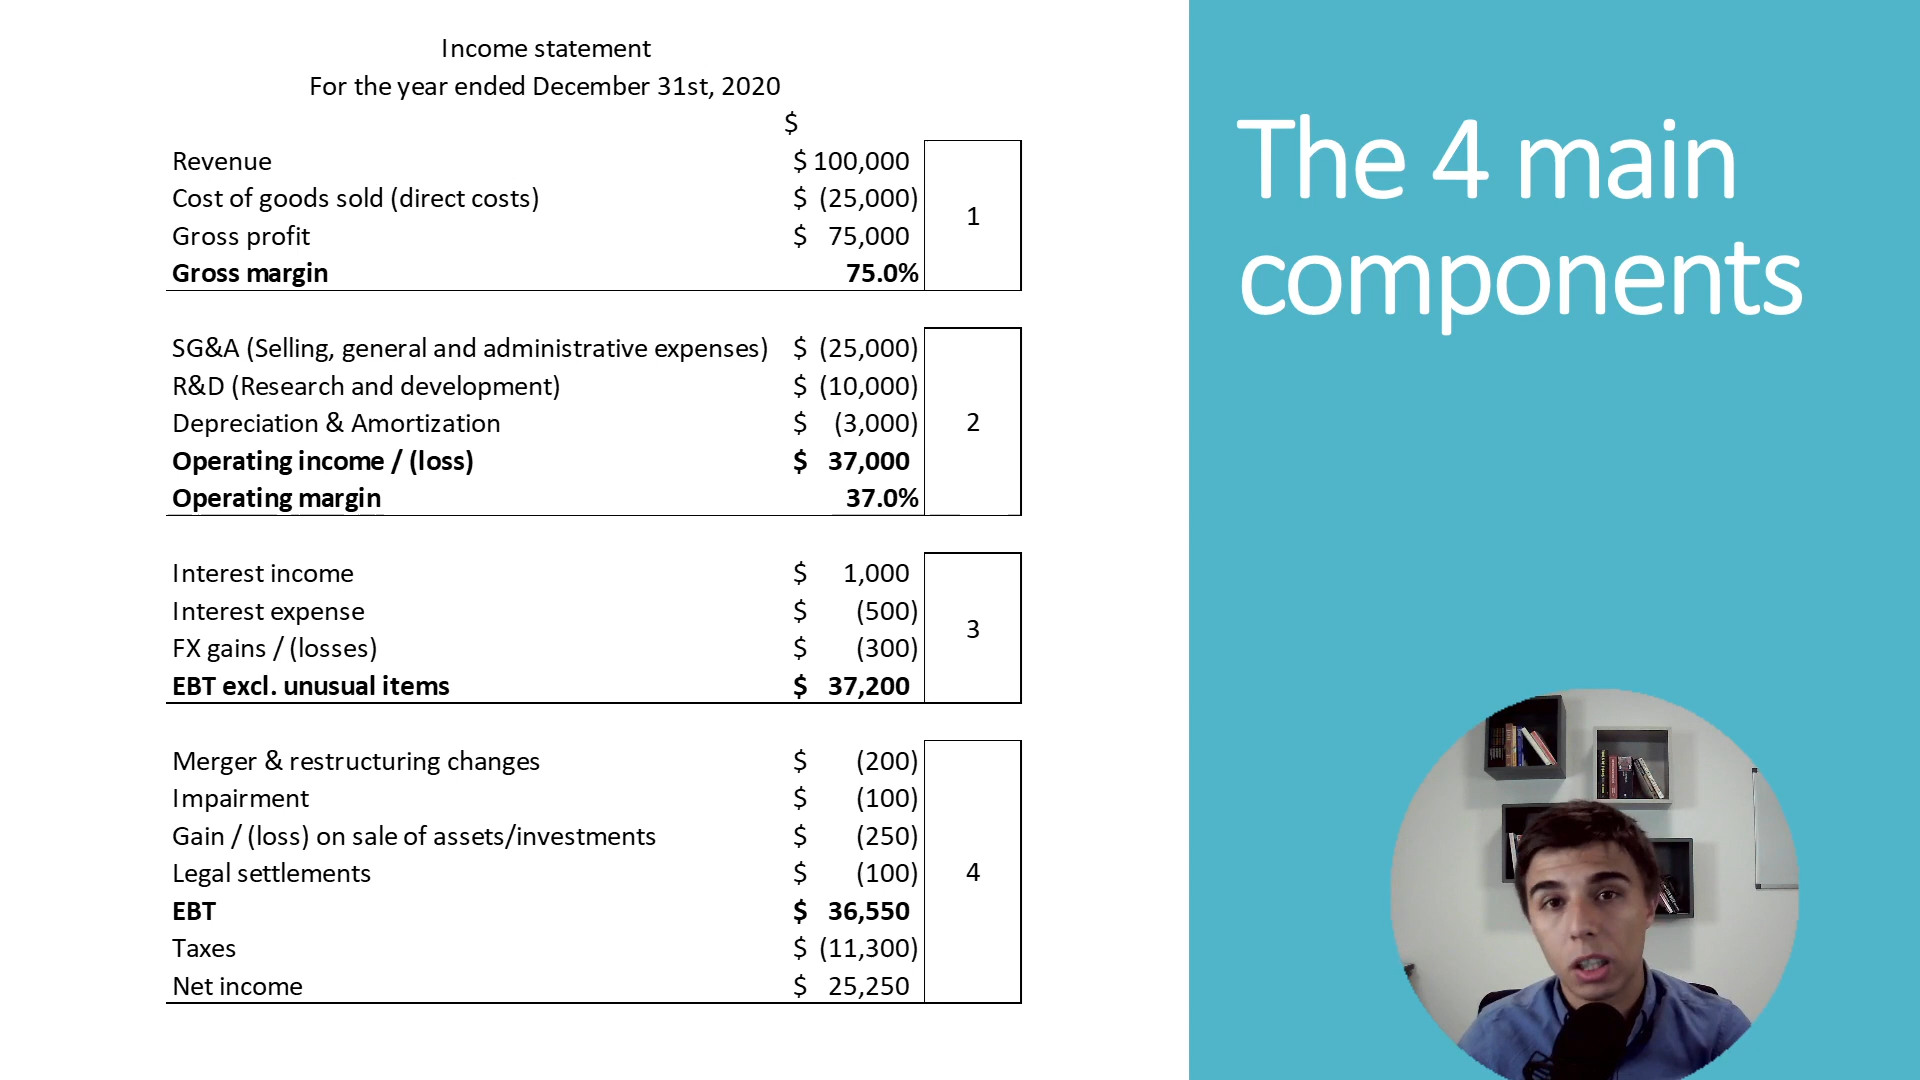 Income statement
For the year ended December 31st, 2020
$
Revenue $ 100,000
Cost of goods sold (direct costs) $ (25,000)
Gross profit $ 75,000
Gross margin 75.0%
1
SG&A (Selling, general and administrative expenses) $ (25,000)
R&D (Research and development) $ (10,000)
Depreciation & Amortization $ (3,000)
Operating income / (loss) $ 37,000
Operating margin 37.0%
2
Interest income $ 1,000
Interest expense $ (500)
FX gains / (losses) $ (300)
EBT excl. unusual items $ 37,200
3
Merger & restructuring changes $ (200)
Impairment $ (100)
Gain / (loss) on sale of assets/investments $ (250)
Legal settlements $ (100)
EBT $ 36,550
Taxes $ (11,300)
Net income $ 25,250
4
The 4 main
components